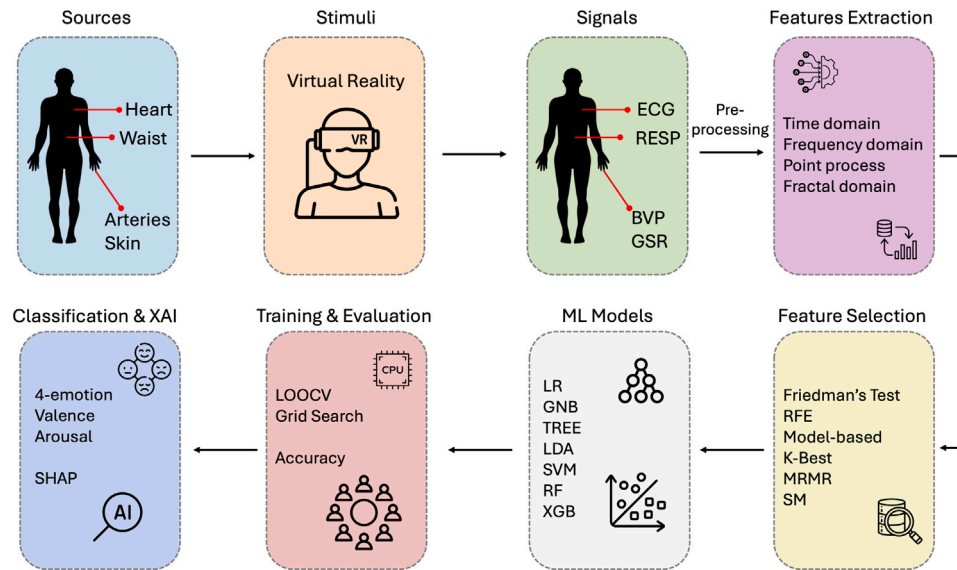 Sources
Heart
Waist
Arteries
Skin
Stimuli
Virtual Reality
VR
Signals
ECG
RESP
BVP
GSR
Pre-
processing
Features Extraction
Time domain
Frequency domain
Point process
Fractal domain
Feature Selection
Friedman's Test
RFE
Model-based
K-Best
MRMR
SM
ML Models
LR
GNB
TREE
LDA
SVM
RF
XGB
Training & Evaluation
CPU
LOOCV
Grid Search
Accuracy
Classification & XAI
4-emotion
Valence
Arousal
SHAP
AI